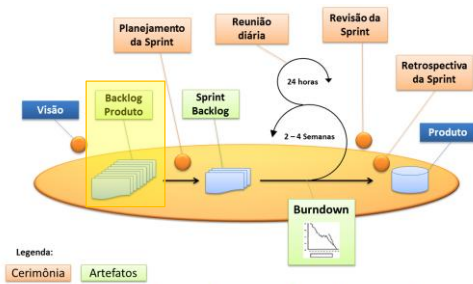 Planejamento
da Sprint
Reunião
diária
Revisão da
Sprint
Retrospectiva
da Sprint
24 horas
Visão
Backlog
Produto
Sprint
Backlog
2 – 4 Semanas
Produto
Burndown
Legenda:
Cerimônia
Artefatos